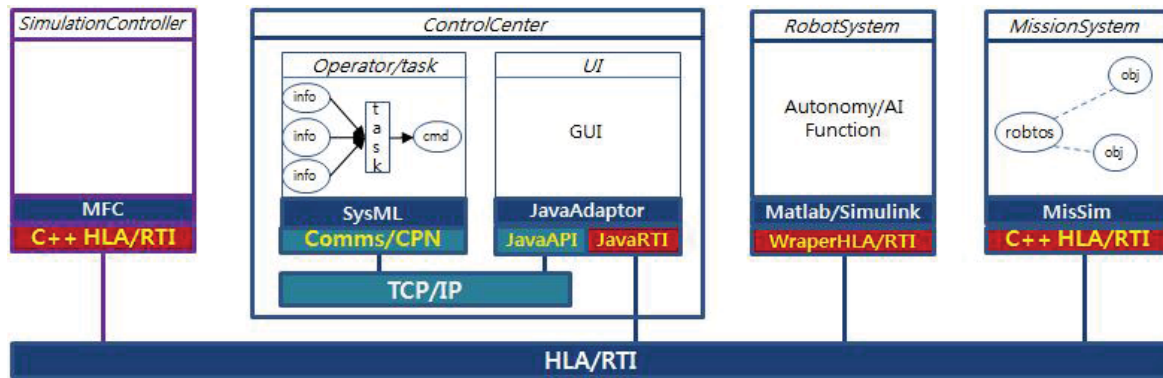 SimulationController
MFC
C++ HLA/RTI
ControlCenter
Operator/task
info
info
info
t
a
s
k
cmd
SysML
Comms/CPN
UI
GUI
JavaAdaptor
JavaAPI
JavaRTI
TCP/IP
RobotSystem
Autonomy/AI
Function
Matlab/Simulink
WraperHLA/RTI
MissionSystem
obj
robtos
obj
MisSim
C++ HLA/RTI
HLA/RTI